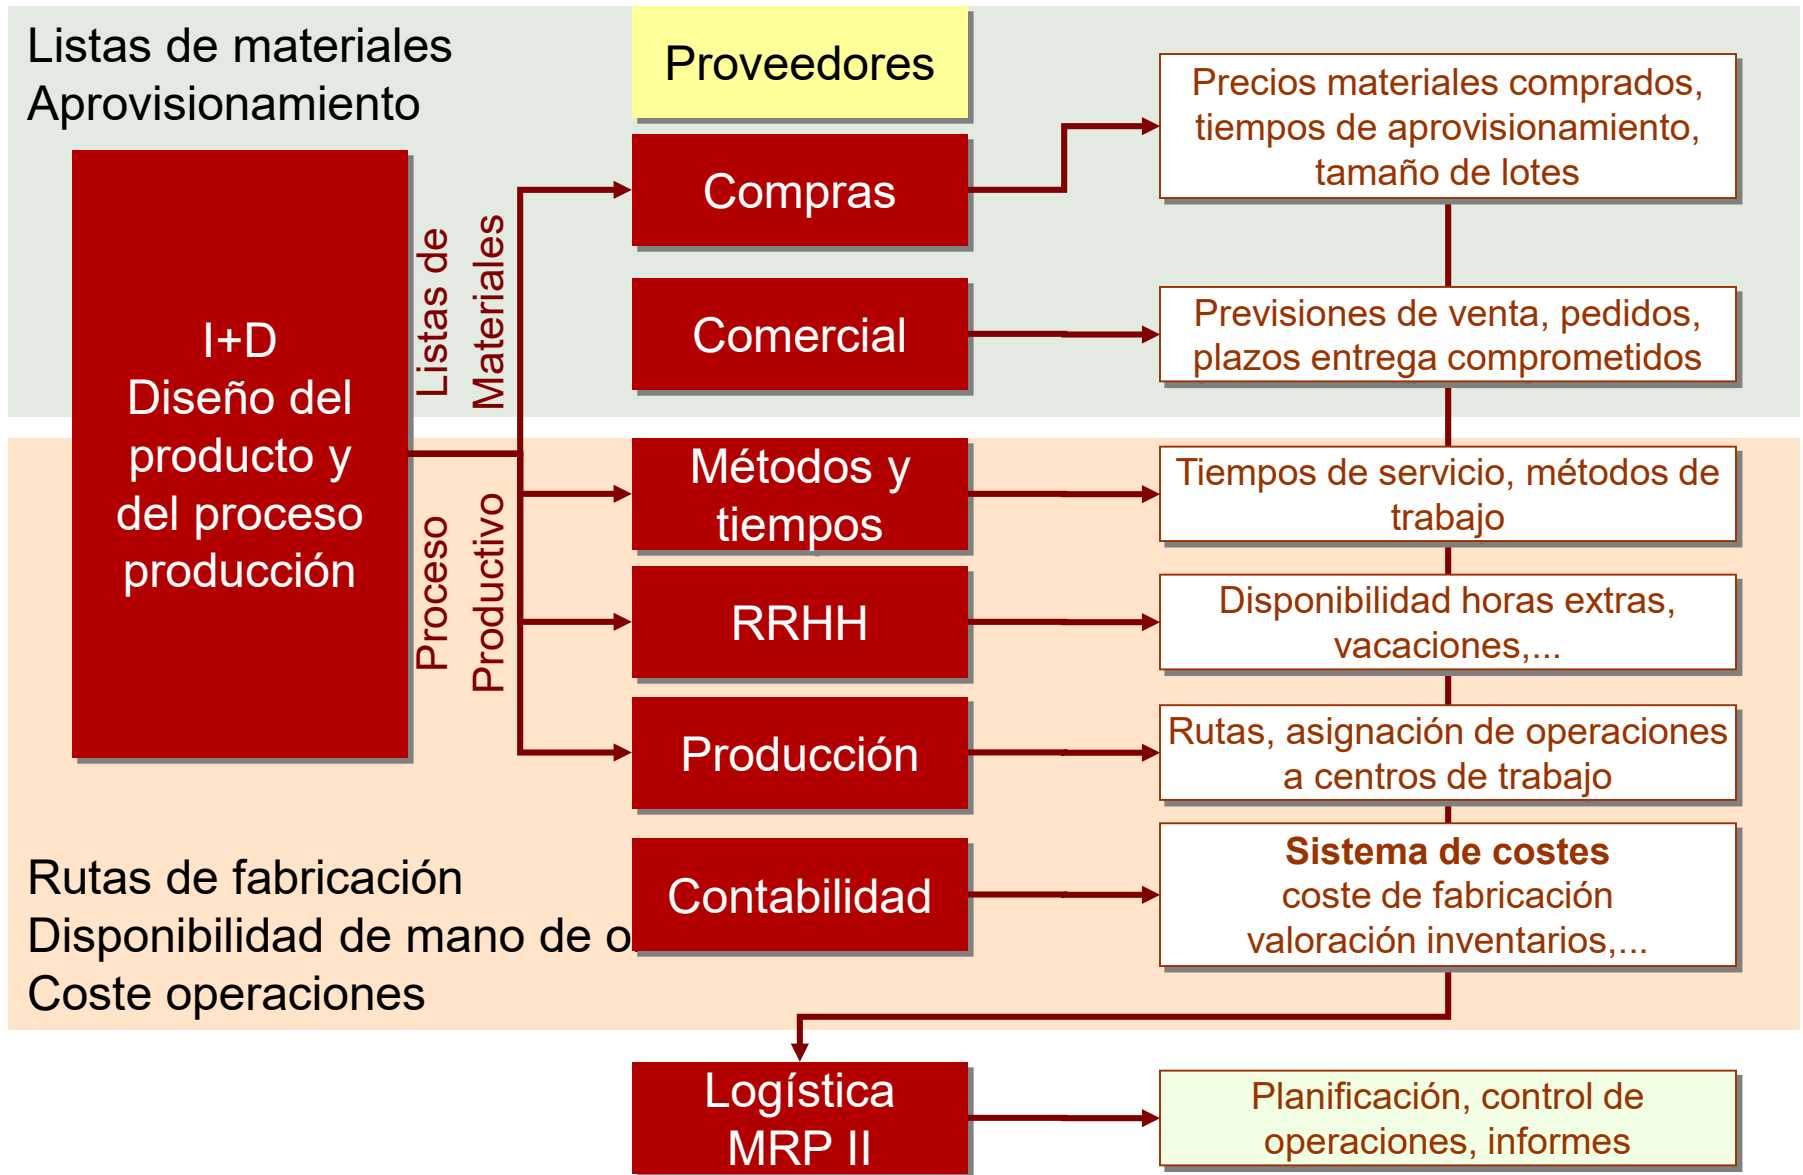 Listas de materiales
Aprovisionamiento
Proveedores
Precios materiales comprados,
tiempos de aprovisionamiento,
tamaño de lotes
Compras
Listas de
Materiales
I+D
Diseño del
producto y
del proceso
producción
Comercial
Previsiones de venta, pedidos,
plazos entrega comprometidos
Métodos y
tiempos
Tiempos de servicio, métodos de
trabajo
Proceso
Productivo
RRHH
Disponibilidad horas extras,
vacaciones,...
Producción
Rutas, asignación de operaciones
a centros de trabajo
Rutas de fabricación
Disponibilidad de mano de o
Coste operaciones
Contabilidad
Sistema de costes
coste de fabricación
valoración inventarios,...
Logística
MRP II
Planificación, control de
operaciones, informes